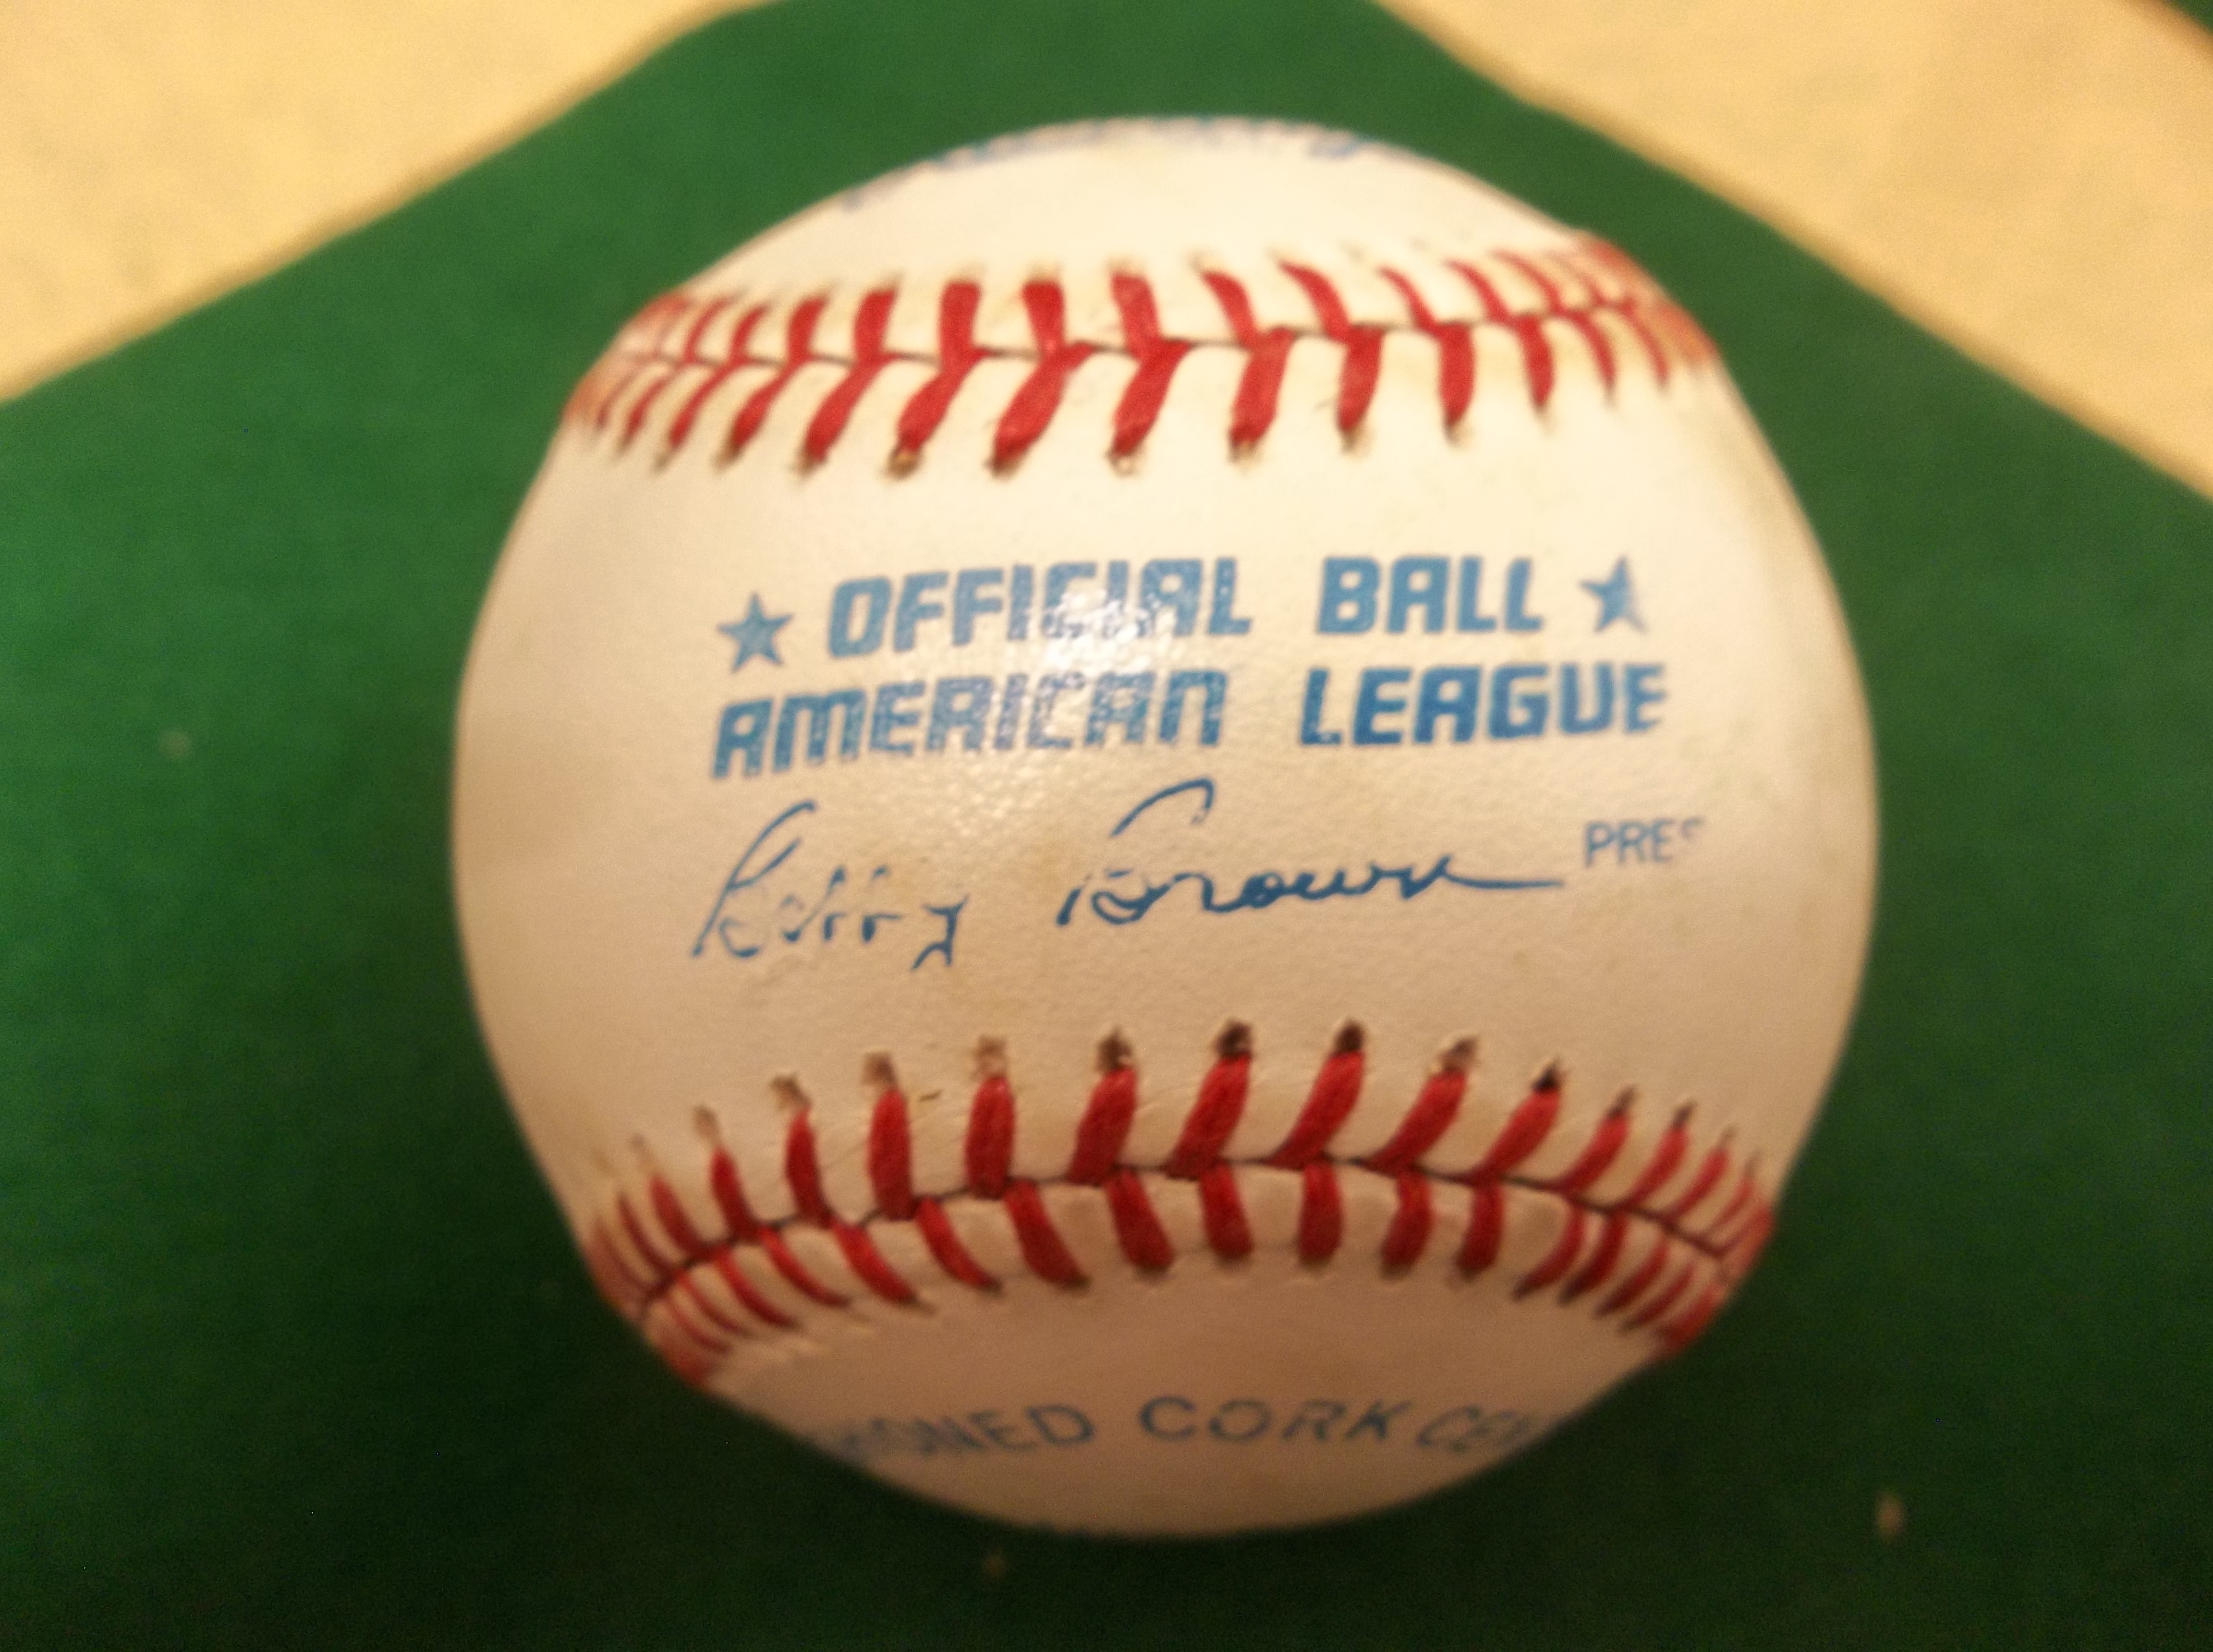 ★ OFFICIAL BALL ★
AMERICAN LEAGUE
Bobby Brown PRES
CORK